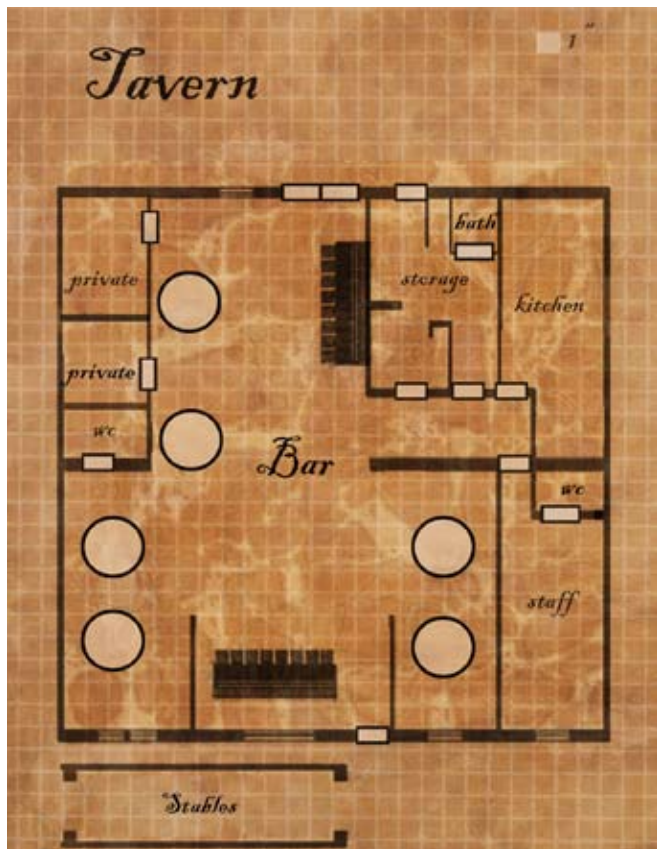 1"
Tavern
bath
private
storage
kitchen
private
wc
Bar
wc
staff
Stables